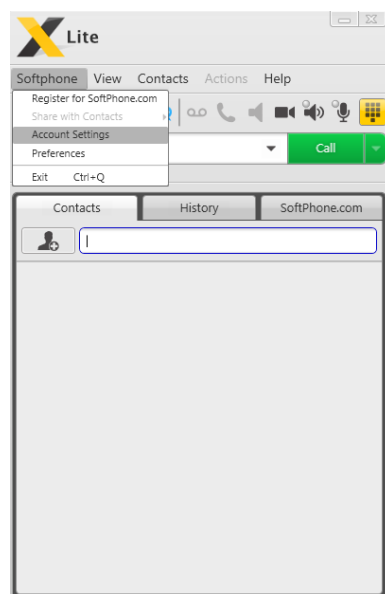 X Lite
Softphone View Contacts Actions Help
Register for SoftPhone.com
Share with Contacts
Account Settings
Preferences
Exit Ctrl+Q
Call
Contacts History SoftPhone.com